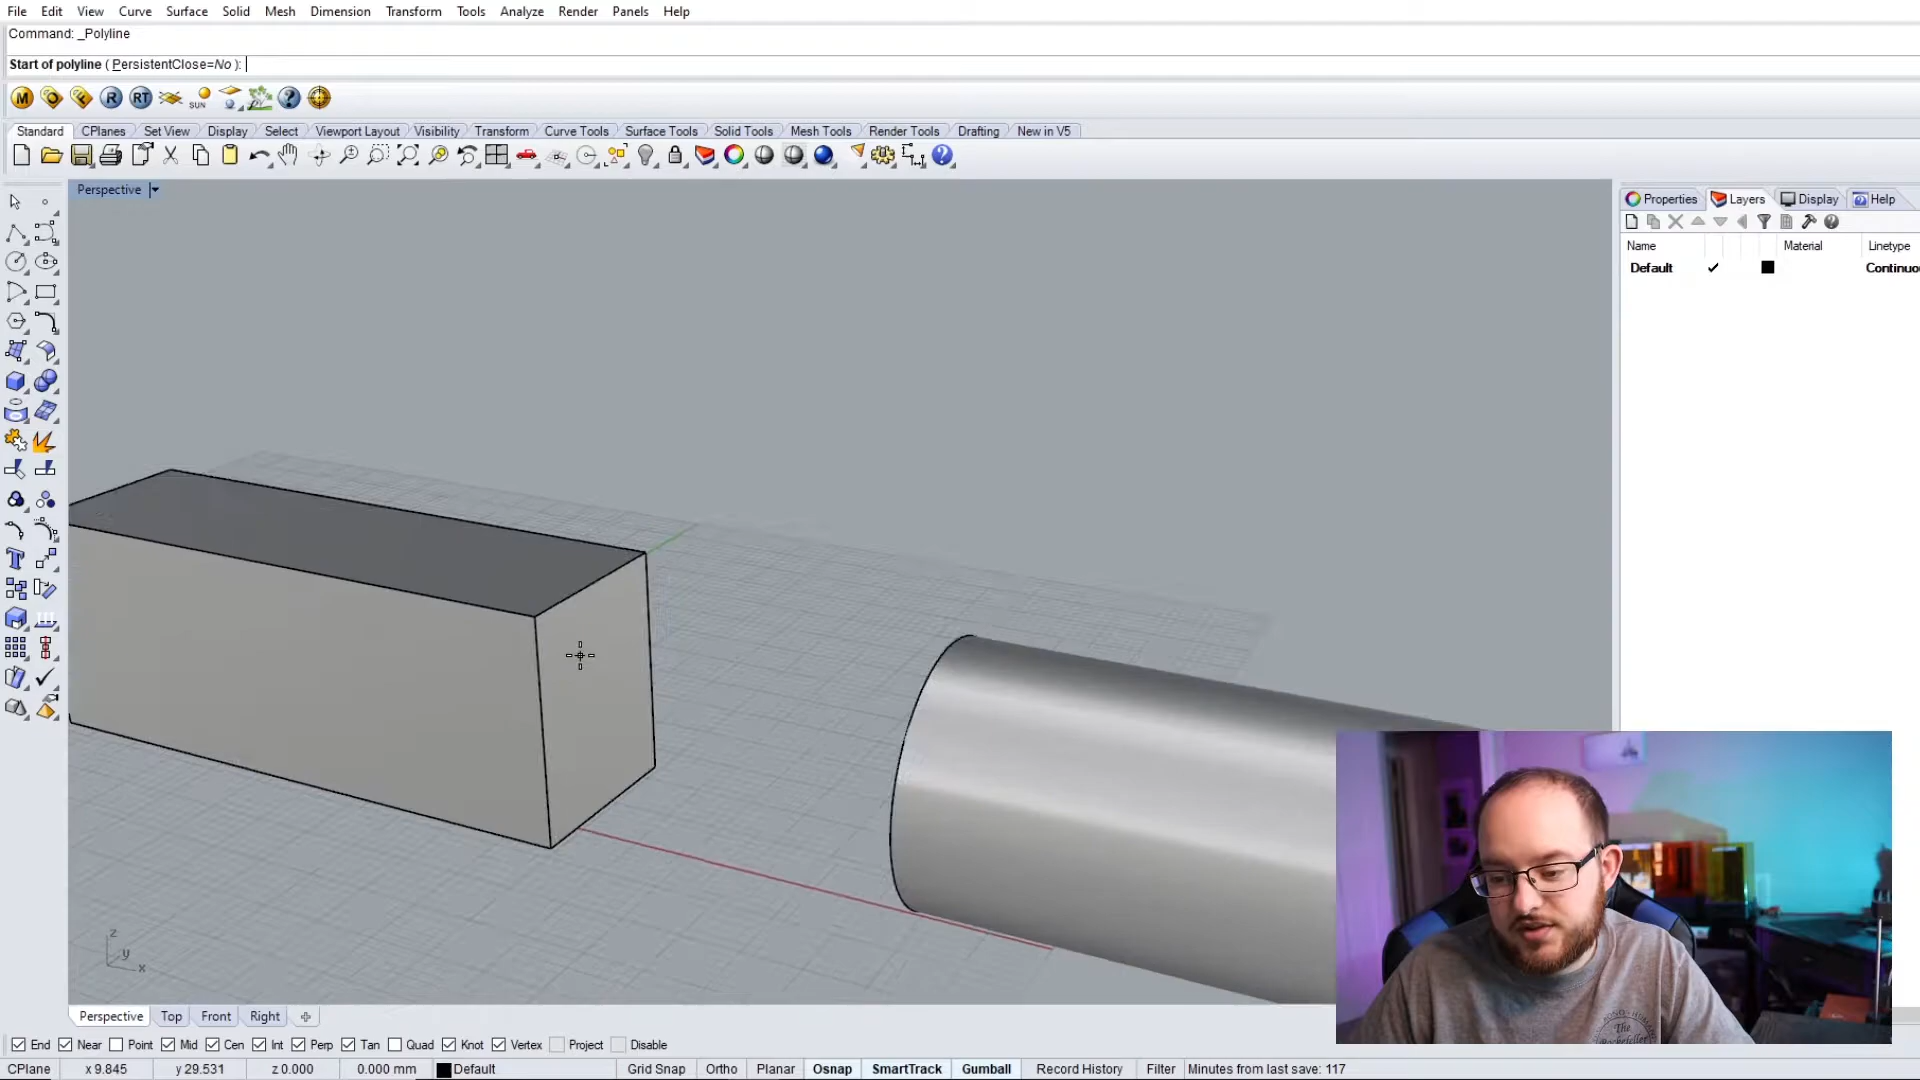 File Edit View Curve Surface Solid Mesh Dimension Transform Tools Analyze Render Panels Help
Command: _Polyline
Start of polyline ( PersistentClose=No ):
M O F R RT SUN
Standard CPlanes Set View Display Select Viewport Layout Visibility Transform Curve Tools Surface Tools Solid Tools Mesh Tools Render Tools Drafting New in V5
Perspective
Properties Layers Display Help
Name Material Linetype
Default Continuo
z
y
x
The
Perspective Top Front Right
End Near Point Mid Cen Int Perp Tan Quad Knot Vertex Project Disable
CPlane x 9.845 y 29.531 z 0.000 0.000 mm Default Grid Snap Ortho Planar Osnap SmartTrack Gumball Record History Filter Minutes from last save: 117